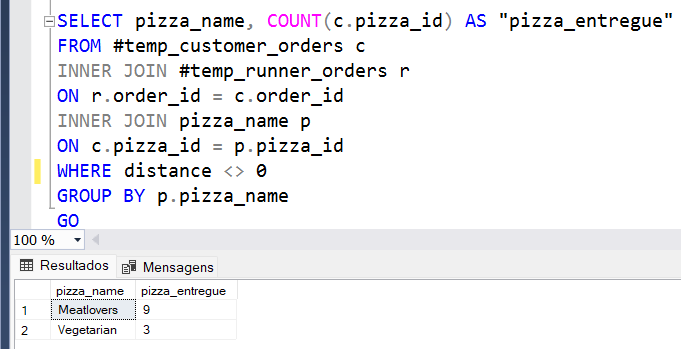 SELECT pizza_name, COUNT(c.pizza_id) AS "pizza_entregue"
FROM #temp_customer_orders c
INNER JOIN #temp_runner_orders r
ON r.order_id = c.order_id
INNER JOIN pizza_name p
ON c.pizza_id = p.pizza_id
WHERE distance <> 0
GROUP BY p.pizza_name
GO
100 %
Resultados Mensagens
pizza_name pizza_entregue
1 Meatlovers 9
2 Vegetarian 3